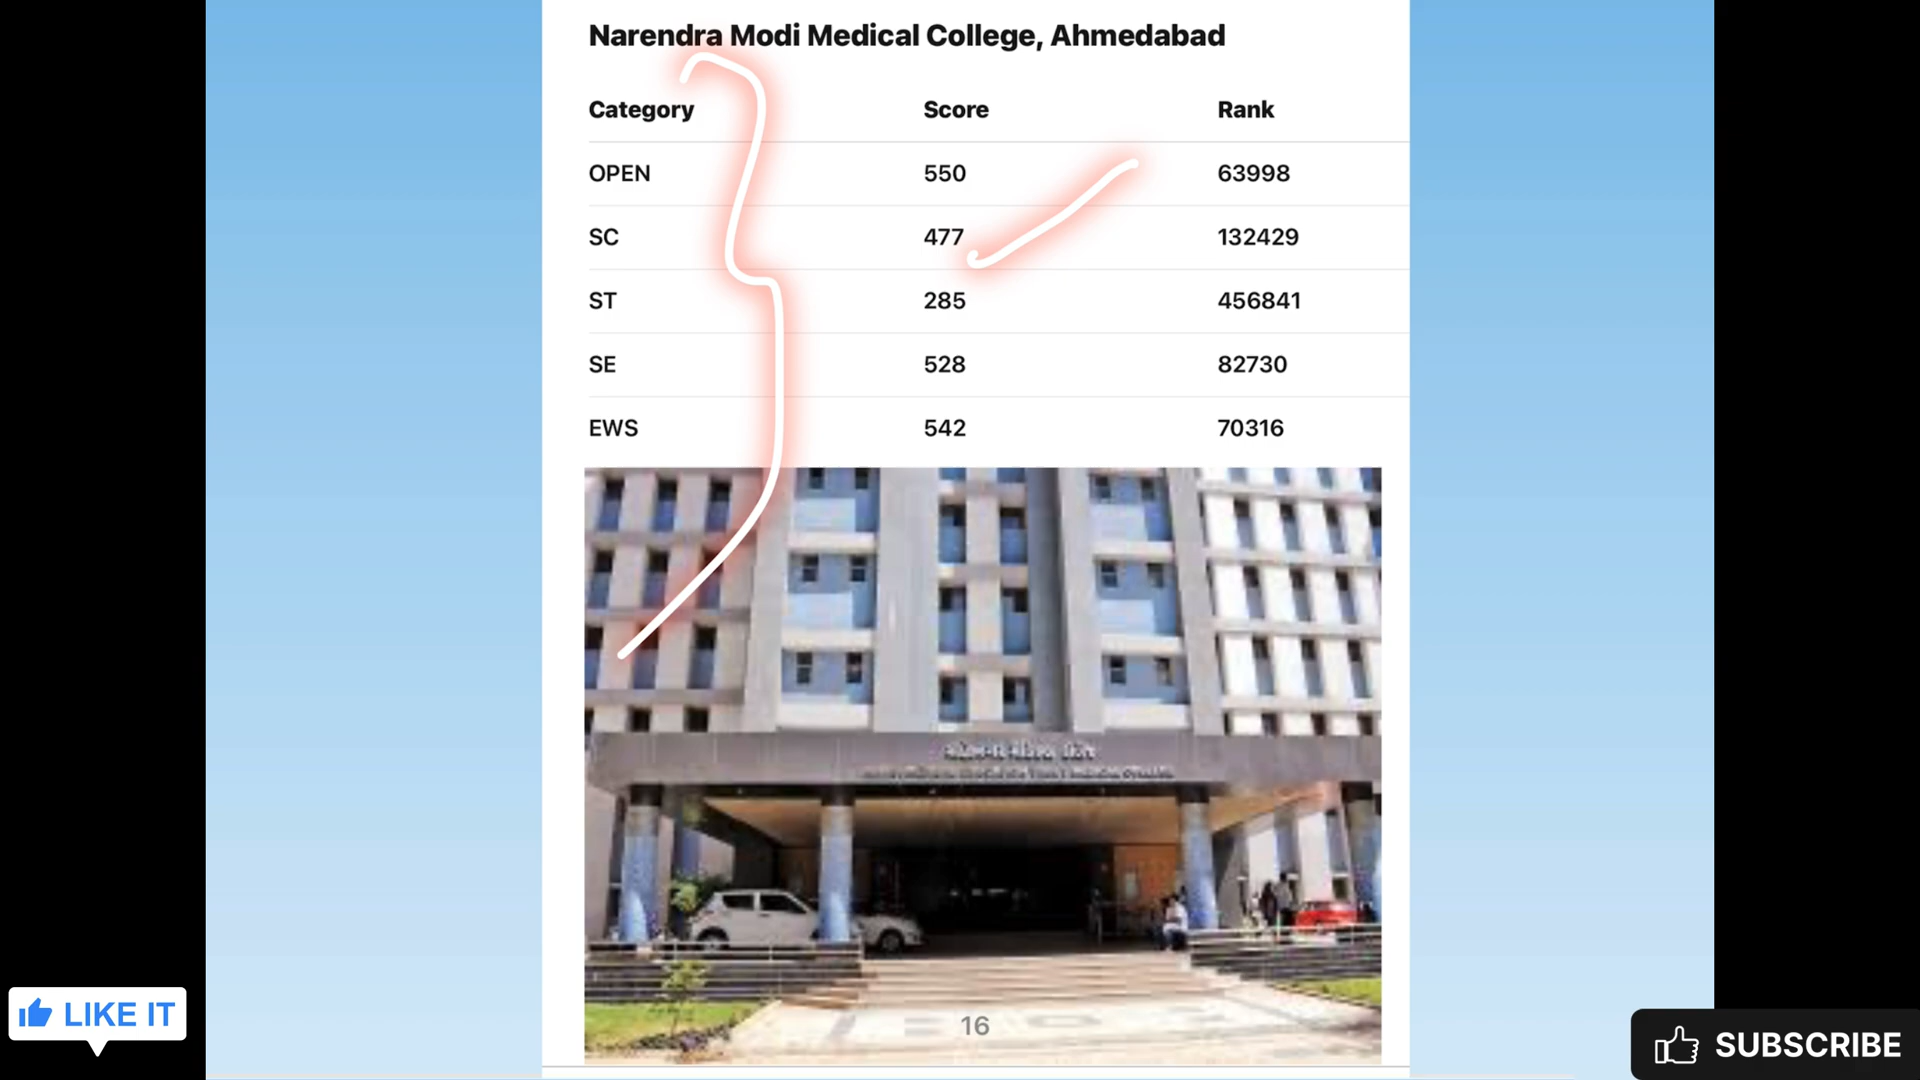 Narendra Modi Medical College, Ahmedabad
Category Score Rank
OPEN 550 63998
SC 477 132429
ST 285 456841
SE 528 82730
EWS 542 70316
16
LIKE IT
SUBSCRIBE